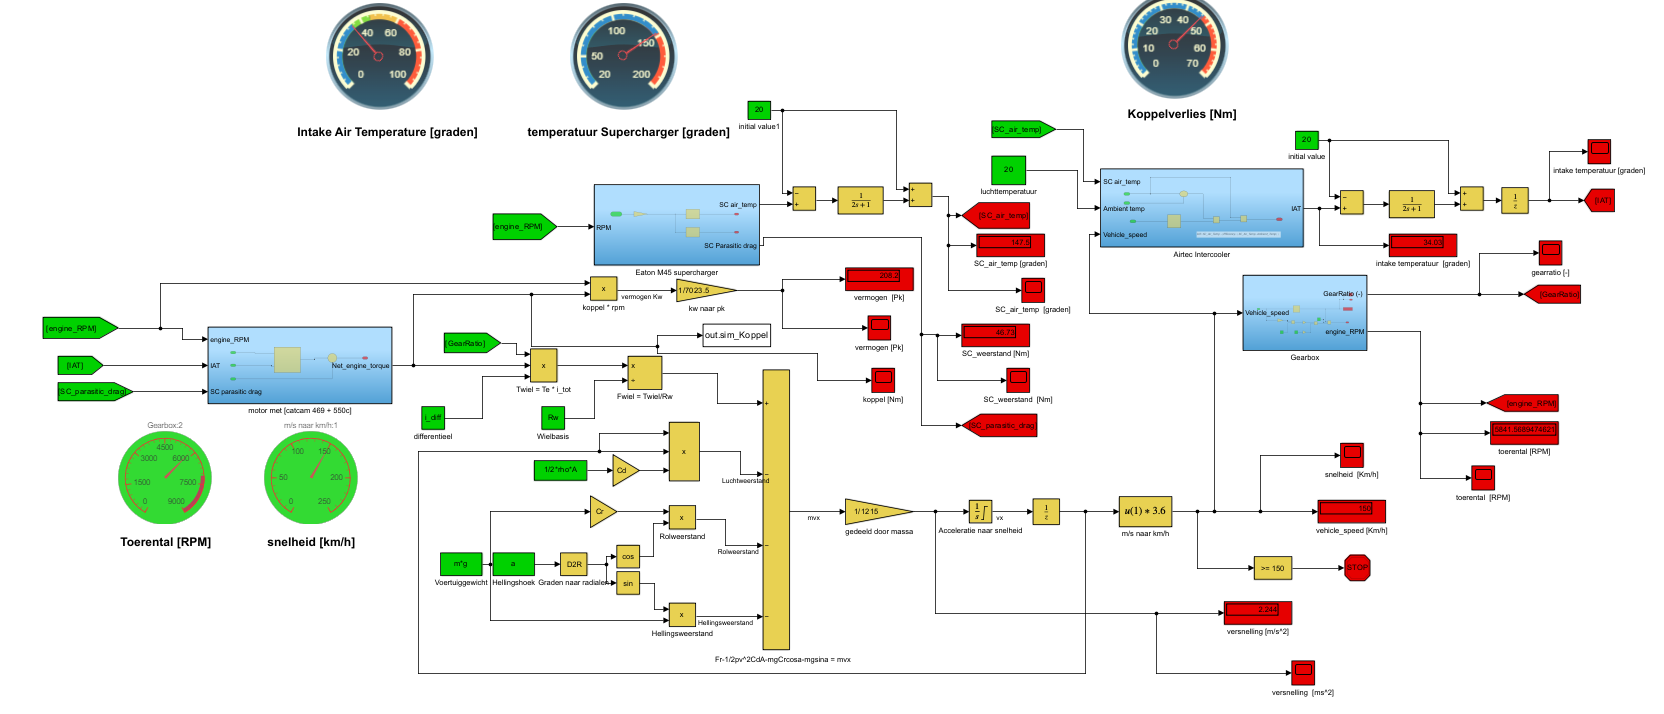 0 20 40 60 80 100
Intake Air Temperature [graden]
20 50 100 150 200
temperatuur Supercharger [graden]
0 10 20 30 40 50 60 70
Koppelverlies [Nm]
20
initial value1
[SC_air_temp]
20
luchttemperatuur
20
initial value
intake temperatuur [graden]
[IAT]
SC air_temp
Ambient temp
Vehicle_speed
IAT
Airtec Intercooler
− +
1
2s+1
+ +
1
z
intake temperatuur [graden]
[engine_RPM]
RPM
SC air_temp
SC Parasitic drag
Eaton M45 supercharger
− +
1
2s+1
+ +
[SC_air_temp]
147.5
SC_air_temp [graden]
SC_air_temp [graden]
x
koppel * rpm
vermogen Kw
1/7023.5
kw naar pk
vermogen [Pk]
vermogen [Pk]
gearratio [-]
[GearRatio]
Vehicle_speed
GearRatio (-)
engine_RPM
Gearbox
[engine_RPM]
[IAT]
[SC_parasitic_drag]
engine_RPM
IAT
SC parasitic drag
Net_engine_torque
motor met [catcam 469 + 550c]
[GearRatio]
x
Twiel = Te * i_tot
x
÷
Fwiel = Twiel/Rw
out.sim_Koppel
koppel [Nm]
SC_weerstand [Nm]
SC_weerstand [Nm]
[SC_parasitic_drag]
i_diff
differentieel
Rw
Wielbasis
[engine_RPM]
toerental [RPM]
toerental [RPM]
Gearbox:2
0 1500 3000 4500 6000 7500 9000
Toerental [RPM]
m/s naar km/h:1
0 50 100 150 200 250
snelheid [km/h]
1/2*rho*A
Cd
x
Luchtweerstand
Cr
x
Rolweerstand
Rolweerstand
m*g
Voertuiggewicht
a
Hellingshoek
D2R
Graden naar radialen
cos
sin
x
Hellingsweerstand
Hellingsweerstand
+
−
−
−
Fr-1/2pv^2CdA-mgCrcosa-mgsina = mvx
mvx
1/1215
gedeeld door massa
1
s
Acceleratie naar snelheid
vx
1
z
u(1)*3.6
m/s naar km/h
snelheid [Km/h]
150
vehicle_speed [Km/h]
>= 150
STOP
2.244
versnelling [m/s^2]
versnelling [ms^2]